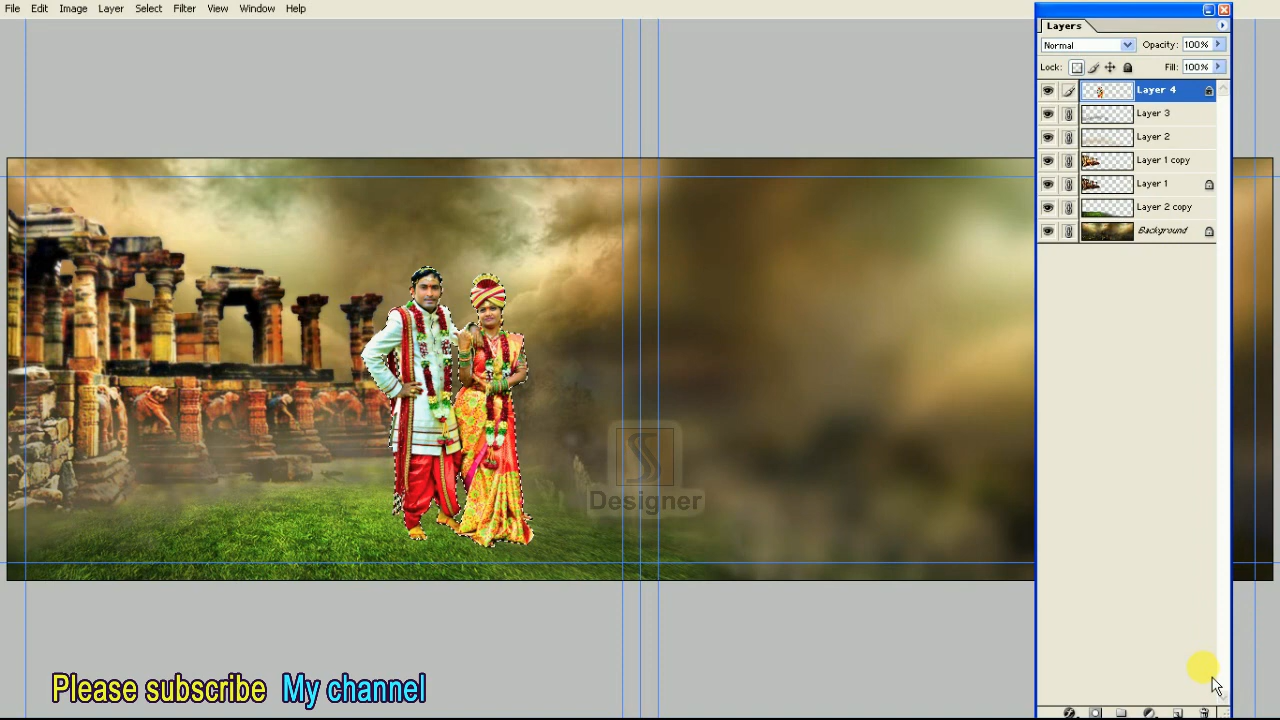 File Edit Image Layer Select Filter View Window Help
Layers
Normal Opacity: 100%
Lock: Fill: 100%
Layer 4
Layer 3
Layer 2
Layer 1 copy
Layer 1
Layer 2 copy
Background
Designer
Please subscribe My channel